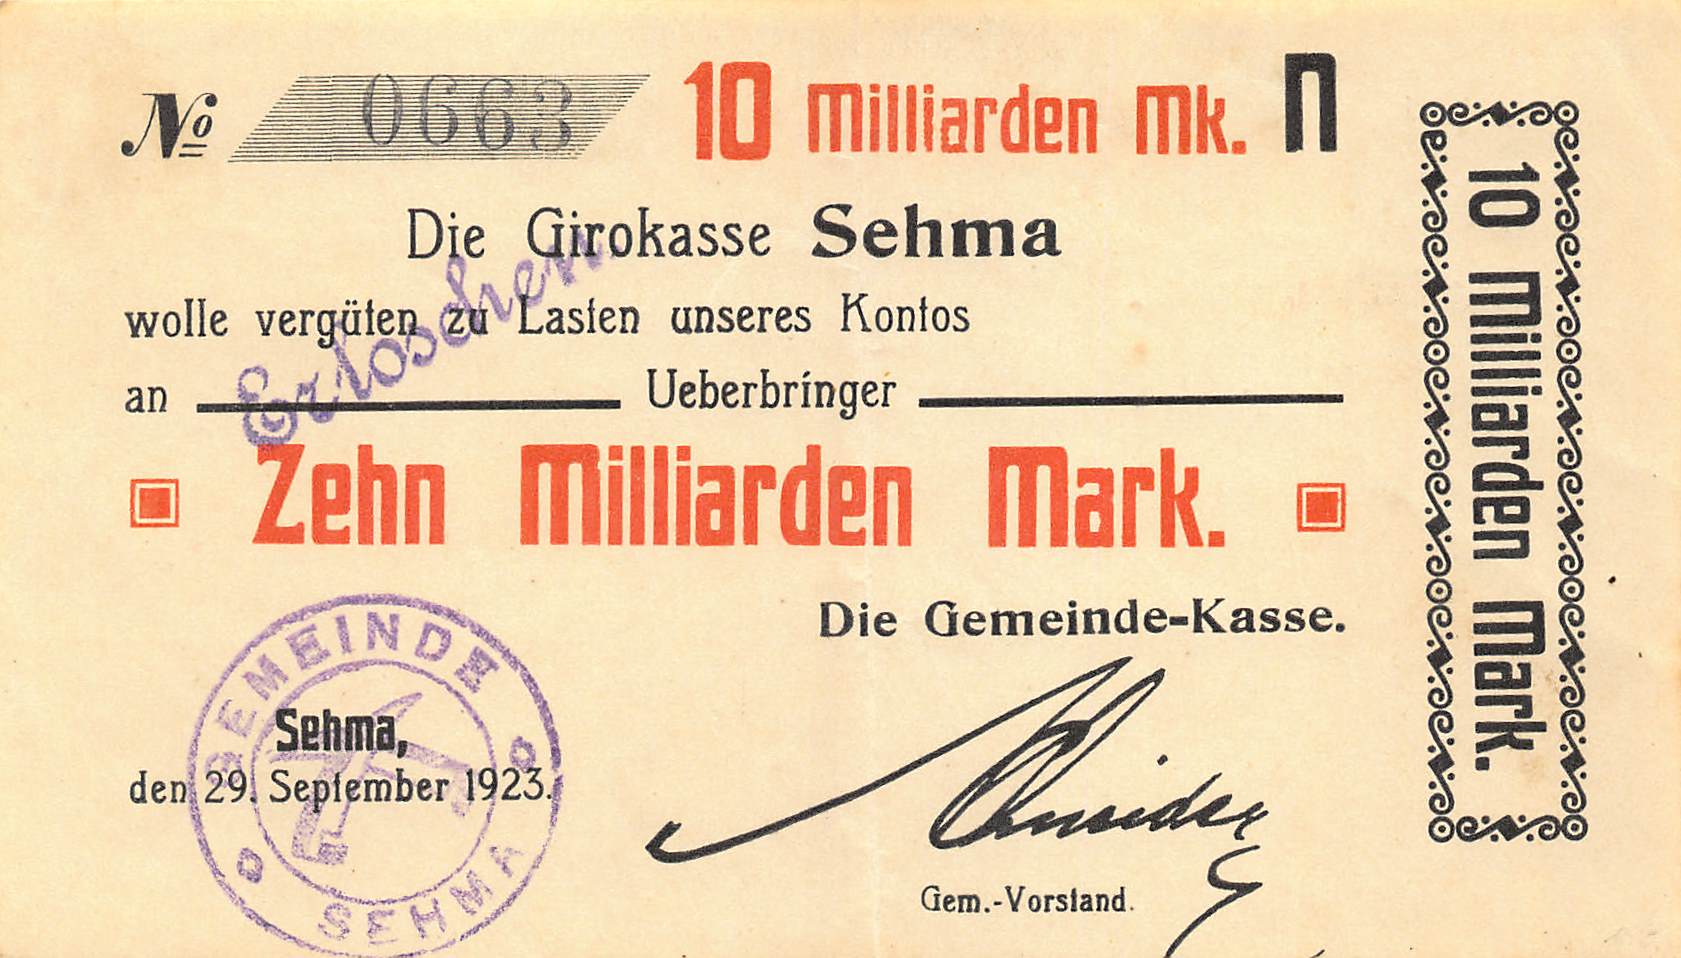 No 0663 10 Milliarden Mk. N
Die Girokasse Sehma
wolle vergüten zu Lasten unseres Kontos
an Ueberbringer
Erloschen.
Zehn Milliarden Mark.
Die Gemeinde-Kasse.
Sehma,
den 29. September 1923.
GEMEINDE
SEHMA
Gem.-Vorstand.
10 Milliarden Mark.